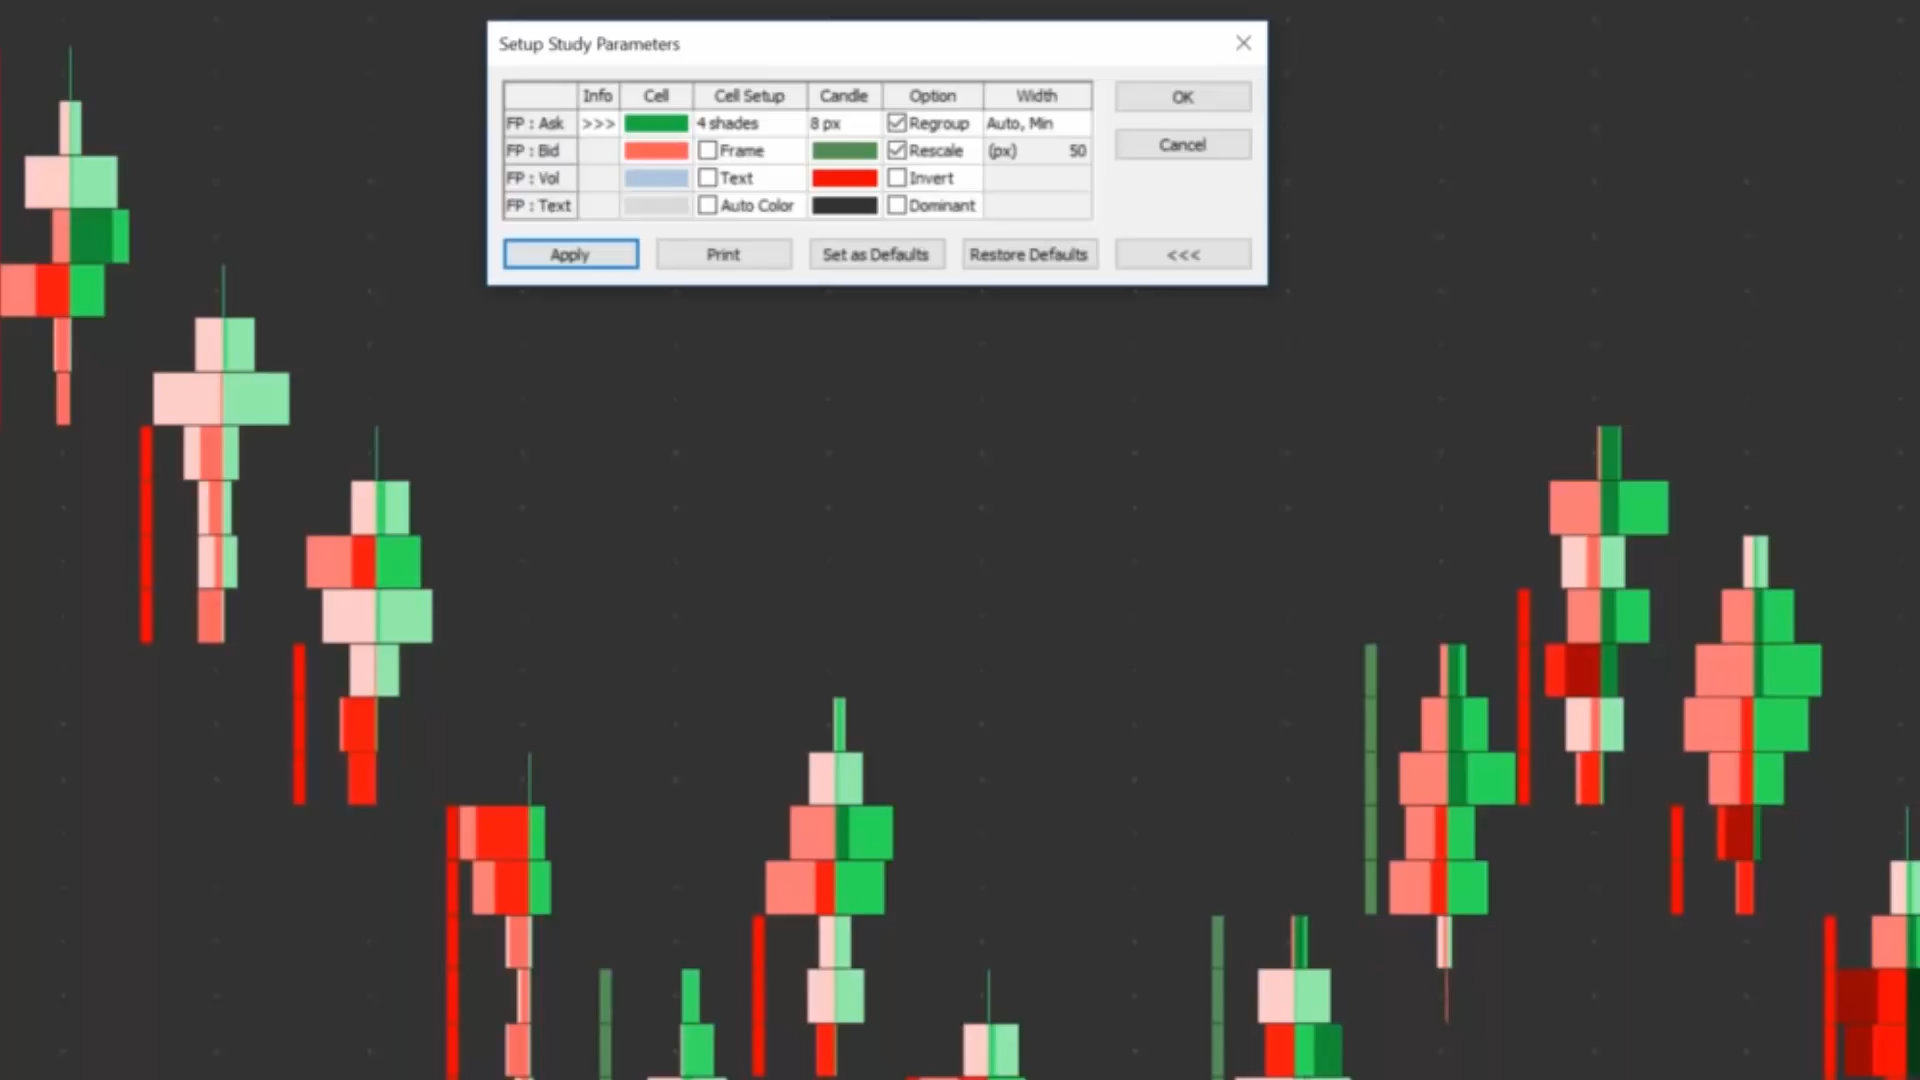 Setup Study Parameters
Info Cell Cell Setup Candle Option Width
FP : Ask >>> 4 shades 8 px Regroup Auto, Min
FP : Bid Frame Rescale (px) 50
FP : Vol Text Invert
FP : Text Auto Color Dominant
OK
Cancel
Apply Print Set as Defaults Restore Defaults <<<